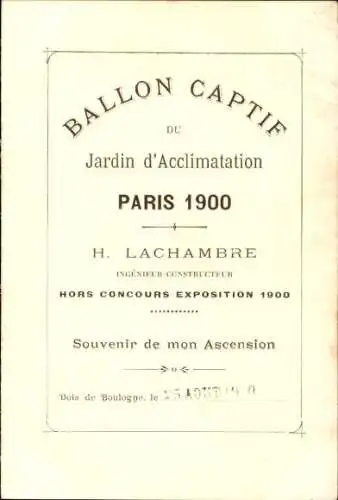 BALLON CAPTIF
DU
Jardin d'Acclimatation
PARIS 1900
H. LACHAMBRE
INGÉNIEUR-CONSTRUCTEUR
HORS CONCOURS EXPOSITION 1900
Souvenir de mon Ascension
Bois de Boulogne, le AOUT